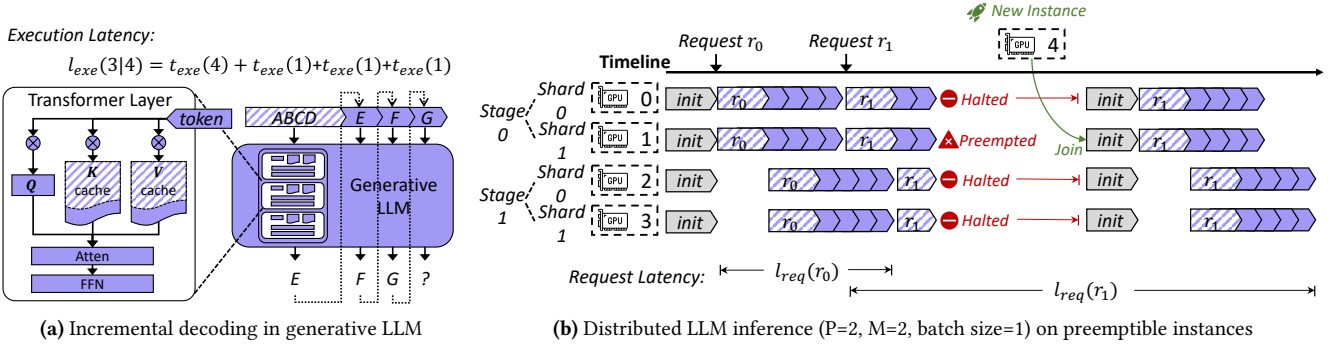 Execution Latency:
l_exe(3|4) = t_exe(4) + t_exe(1)+t_exe(1)+t_exe(1)
Transformer Layer
token
K
cache
V
cache
Q
Atten
FFN
ABCD E F G
Generative
LLM
E F G ?
(a) Incremental decoding in generative LLM
New Instance
GPU 4
Request r0
Request r1
Timeline
Stage
0
Shard
0
GPU 0
init r0 r1
Halted
init r1
Shard
1
GPU 1
init r0 r1
Preempted
Join
init r1
Stage
1
Shard
0
GPU 2
init r0 r1
Halted
init r1
Shard
1
GPU 3
init r0 r1
Halted
init r1
Request Latency:
l_req(r0)
l_req(r1)
(b) Distributed LLM inference (P=2, M=2, batch size=1) on preemptible instances